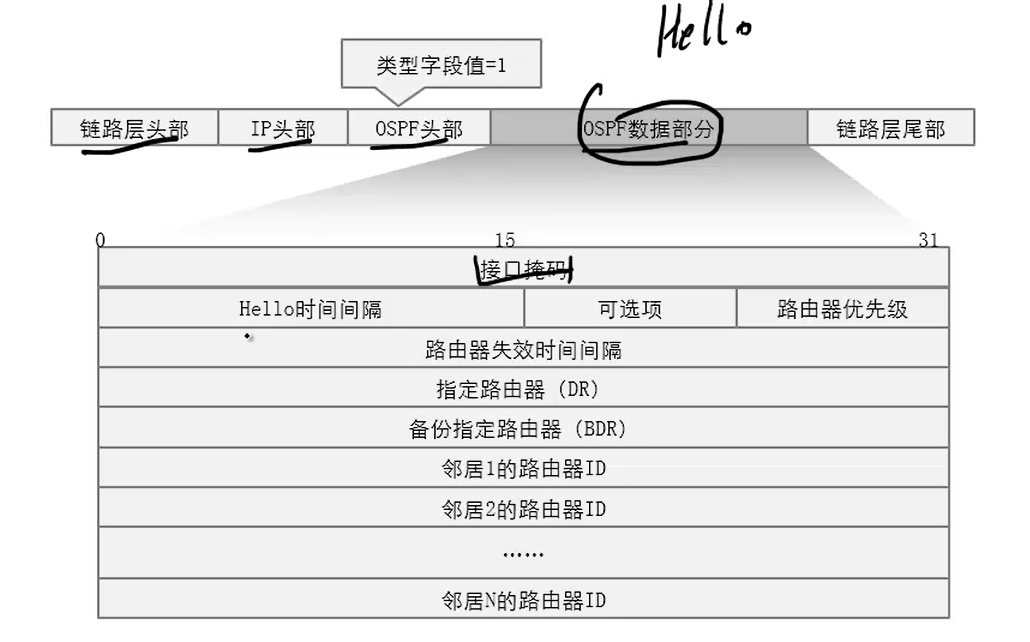 Hello
类型字段值=1
链路层头部 IP头部 OSPF头部 OSPF数据部分 链路层尾部
0 15 31
接口掩码
Hello时间间隔 可选项 路由器优先级
路由器失效时间间隔
指定路由器（DR）
备份指定路由器（BDR）
邻居1的路由器ID
邻居2的路由器ID
……
邻居N的路由器ID